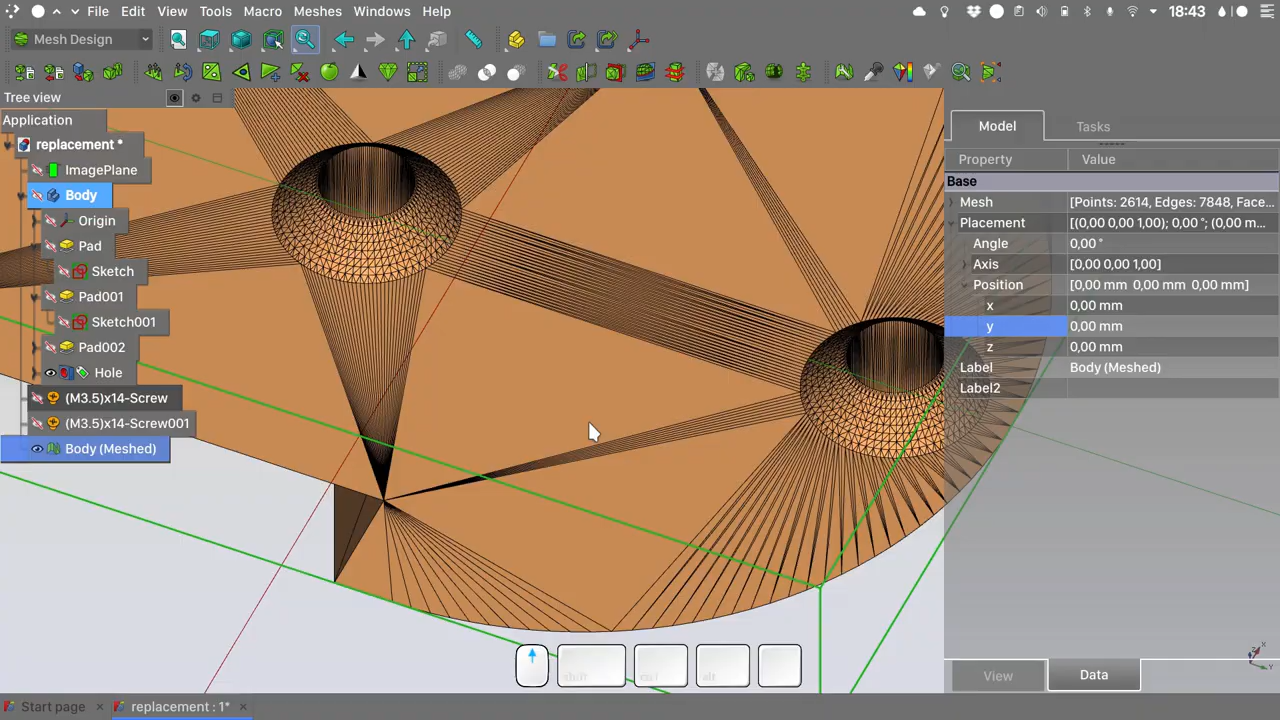 File Edit View Tools Macro Meshes Windows Help
18:43
Mesh Design
Tree view
Application
replacement *
ImagePlane
Body
Origin
Pad
Sketch
Pad001
Sketch001
Pad002
Hole
(M3.5)x14-Screw
(M3.5)x14-Screw001
Body (Meshed)
Model Tasks
Property Value
Base
Mesh [Points: 2614, Edges: 7848, Face...
Placement [(0,00 0,00 1,00); 0,00 °; (0,00 m...
Angle 0,00 °
Axis [0,00 0,00 1,00]
Position [0,00 mm 0,00 mm 0,00 mm]
x 0,00 mm
y 0,00 mm
z 0,00 mm
Label Body (Meshed)
Label2
shift ctrl alt
View Data
Start page replacement : 1*